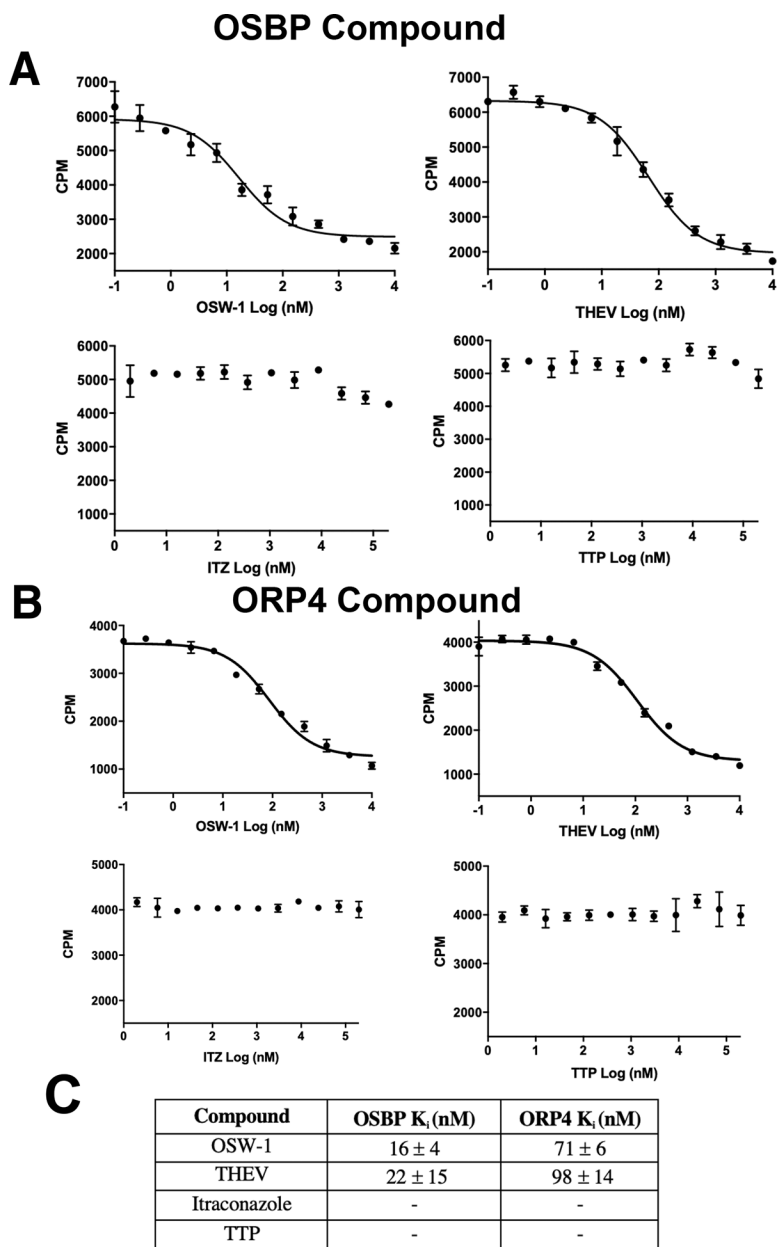 OSBP Compound
A
7000
6000
5000
4000
3000
2000
CPM
-1 0 1 2 3 4
OSW-1 Log (nM)
7000
6000
5000
4000
3000
2000
CPM
-1 0 1 2 3 4
THEV Log (nM)
6000
5000
4000
3000
2000
1000
CPM
0 1 2 3 4 5
ITZ Log (nM)
6000
5000
4000
3000
2000
1000
CPM
0 1 2 3 4 5
TTP Log (nM)
B
ORP4 Compound
4000
3000
2000
1000
CPM
-1 0 1 2 3 4
OSW-1 Log (nM)
4000
3000
2000
1000
CPM
-1 0 1 2 3 4
THEV Log (nM)
5000
4000
3000
2000
CPM
0 1 2 3 4 5
ITZ Log (nM)
5000
4000
3000
2000
CPM
0 1 2 3 4 5
TTP Log (nM)
C
Compound OSBP Ki (nM) ORP4 Ki (nM)
OSW-1 16 ± 4 71 ± 6
THEV 22 ± 15 98 ± 14
Itraconazole - -
TTP - -